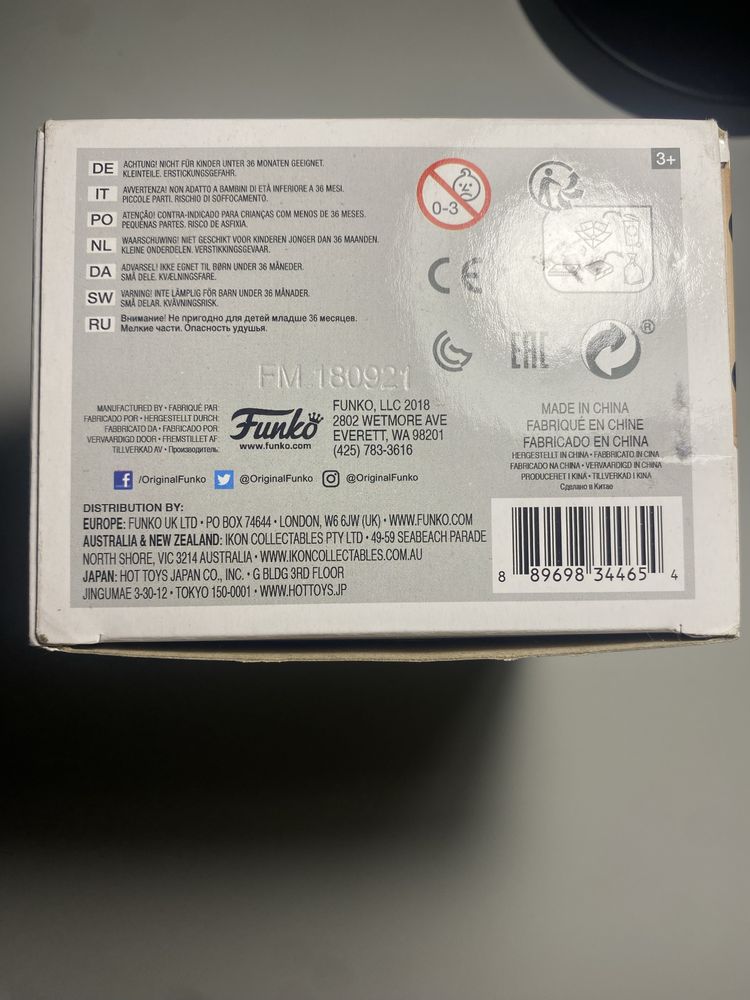 3+
DE ACHTUNG! NICHT FÜR KINDER UNTER 36 MONATEN GEEIGNET.
KLEINTEILE. ERSTICKUNGSGEFAHR.
IT AVVERTENZA! NON ADATTO A BAMBINI DI ETÀ INFERIORE A 36 MESI.
PICCOLE PARTI. RISCHIO DI SOFFOCAMENTO.
PO ATENÇÃO! CONTRA-INDICADO PARA CRIANÇAS COM MENOS DE 36 MESES.
PEQUENAS PARTES. RISCO DE ASFIXIA.
NL WAARSCHUWING! NIET GESCHIKT VOOR KINDEREN JONGER DAN 36 MAANDEN.
KLEINE ONDERDELEN. VERSTIKKINGSGEVAAR.
DA ADVARSEL! IKKE EGNET TIL BØRN UNDER 36 MÅNEDER.
SMÅ DELE. KVÆLNINGSFARE.
SW VARNING! INTE LÄMPLIG FÖR BARN UNDER 36 MÅNADER.
SMÅ DELAR. KVÄVNINGSRISK.
RU Внимание! Не пригодно для детей младше 36 месяцев.
Мелкие части. Опасность удушья.
0-3
CE
EAC
®
FM 180921
MANUFACTURED BY • FABRIQUÉ PAR
FABRICADO POR • HERGESTELLT DURCH:
FABBRICATO DA • FABRICADO POR:
VERVAARDIGD DOOR • FREMSTILLET AF:
TILLVERKAD AV • Производитель:
Funko
www.funko.com
FUNKO, LLC 2018
2802 WETMORE AVE
EVERETT, WA 98201
(425) 783-3616
MADE IN CHINA
FABRIQUÉ EN CHINE
FABRICADO EN CHINA
HERGESTELLT IN CHINA • FABBRICATO IN CINA
FABRICADO NA CHINA • VERVAARDIGD IN CHINA
PRODUCERET I KINA • TILLVERKAD I KINA
Сделано в Китае
f /OriginalFunko @OriginalFunko @OriginalFunko
DISTRIBUTION BY:
EUROPE: FUNKO UK LTD • PO BOX 74644 • LONDON, W6 6JW (UK) • WWW.FUNKO.COM
AUSTRALIA & NEW ZEALAND: IKON COLLECTABLES PTY LTD • 49-59 SEABEACH PARADE
NORTH SHORE, VIC 3214 AUSTRALIA • WWW.IKONCOLLECTABLES.COM.AU
JAPAN: HOT TOYS JAPAN CO., INC. • G BLDG 3RD FLOOR
JINGUMAE 3-30-12 • TOKYO 150-0001 • WWW.HOTTOYS.JP
8 89698 34465 4